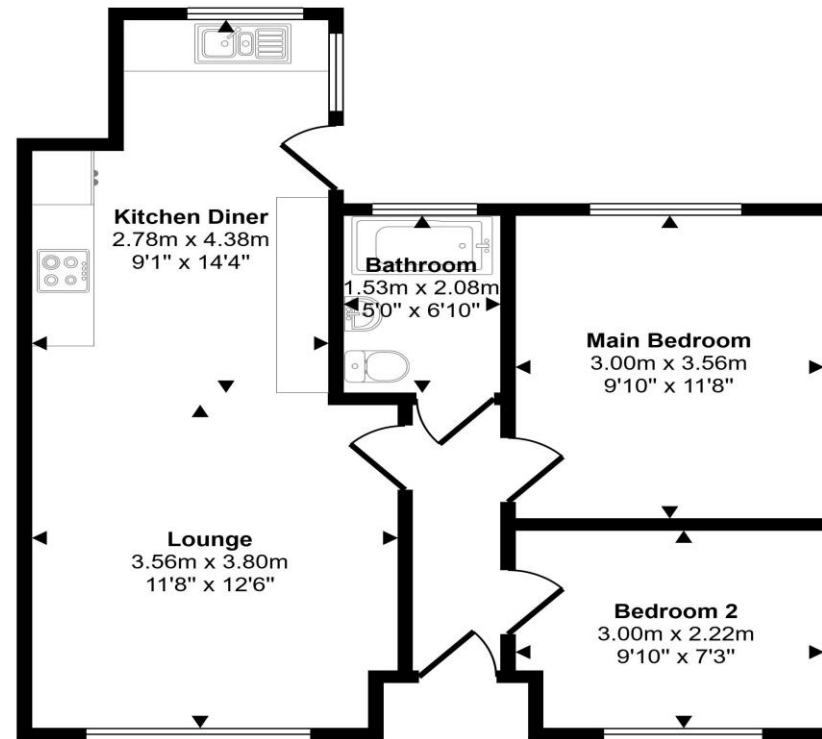 Kitchen Diner
2.78m x 4.38m
9'1" x 14'4"
Bathroom
1.53m x 2.08m
5'0" x 6'10"
Main Bedroom
3.00m x 3.56m
9'10" x 11'8"
Lounge
3.56m x 3.80m
11'8" x 12'6"
Bedroom 2
3.00m x 2.22m
9'10" x 7'3"